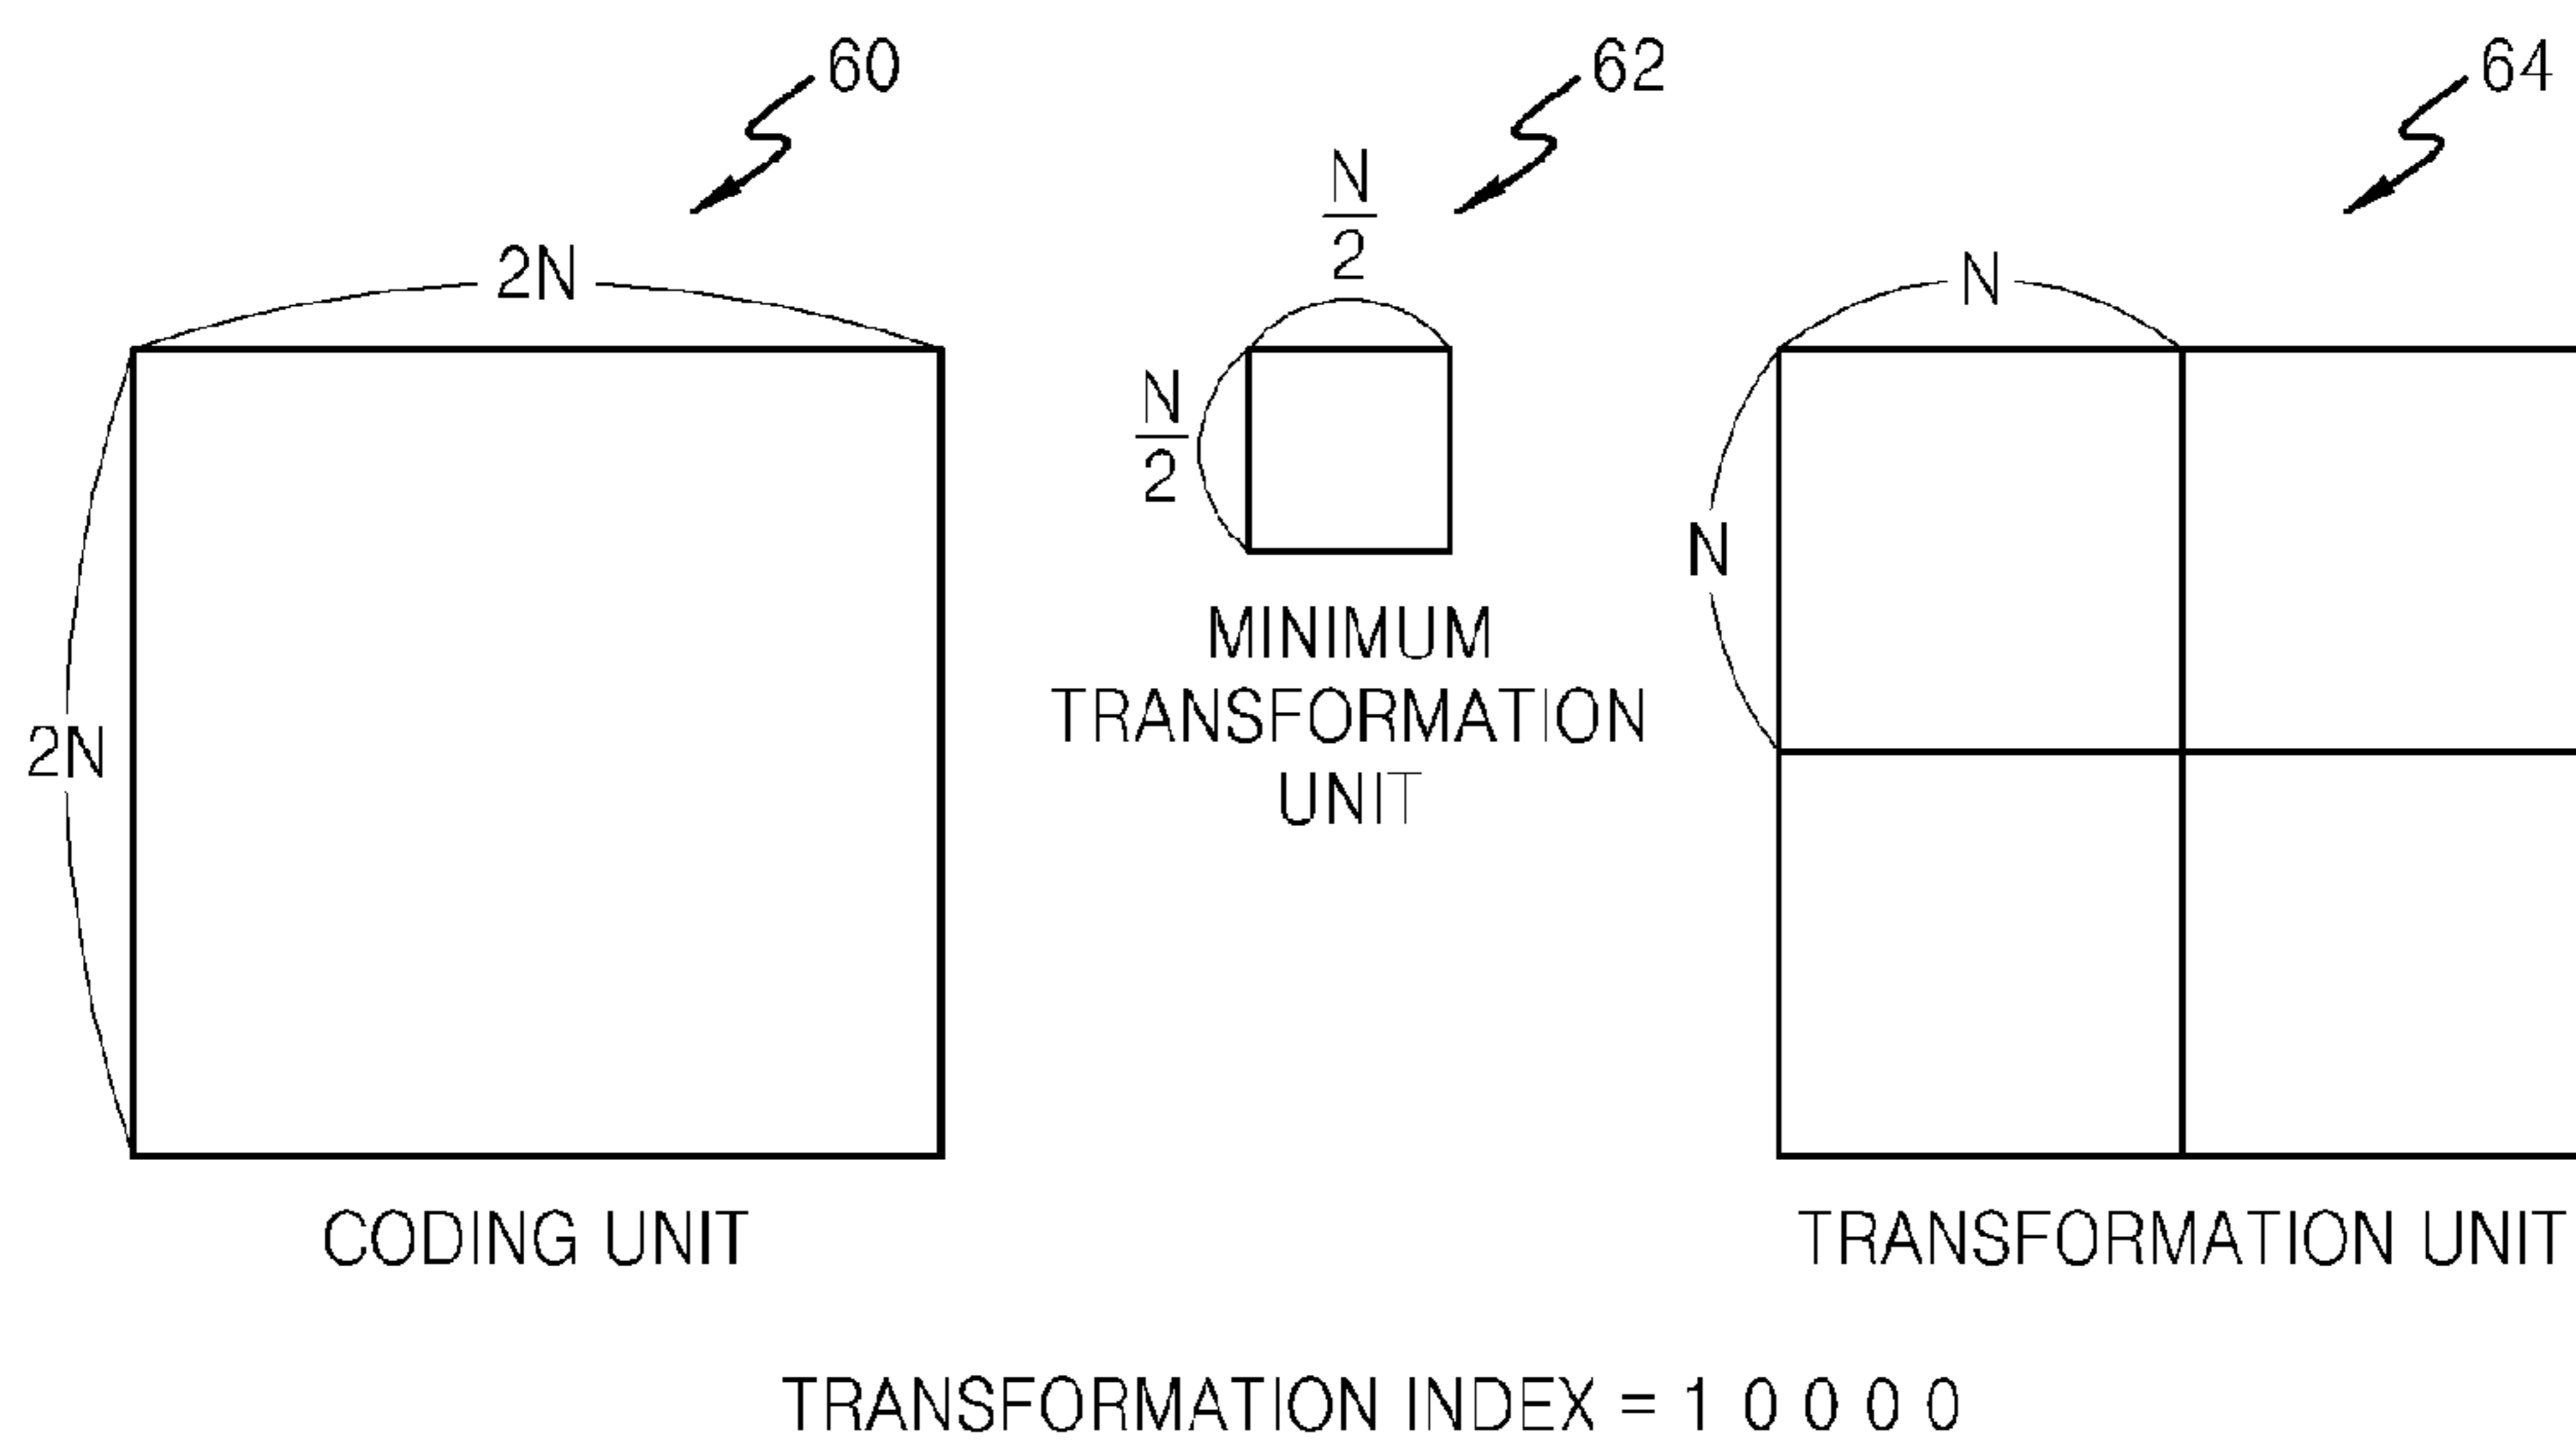 60
62
64
2N
N
2
N
2N
N
2
N
MINIMUM
TRANSFORMATION
UNIT
CODING UNIT
TRANSFORMATION UNIT
TRANSFORMATION INDEX = 1 0 0 0 0